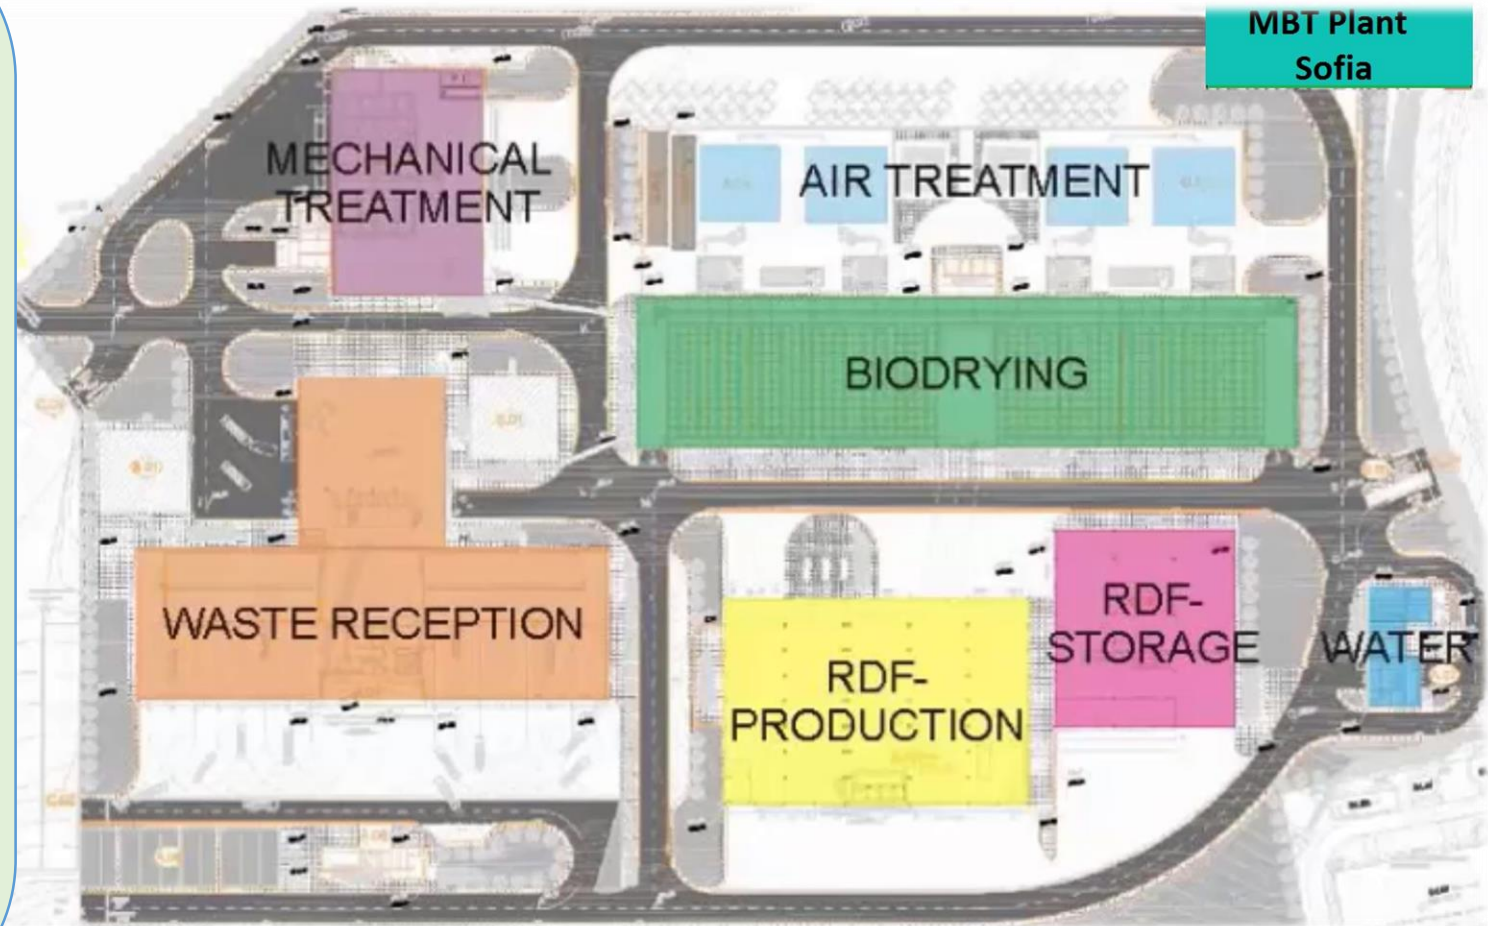 MBT Plant
Sofia
MECHANICAL
TREATMENT
AIR TREATMENT
BIODRYING
WASTE RECEPTION
RDF-
PRODUCTION
RDF-
STORAGE
WATER